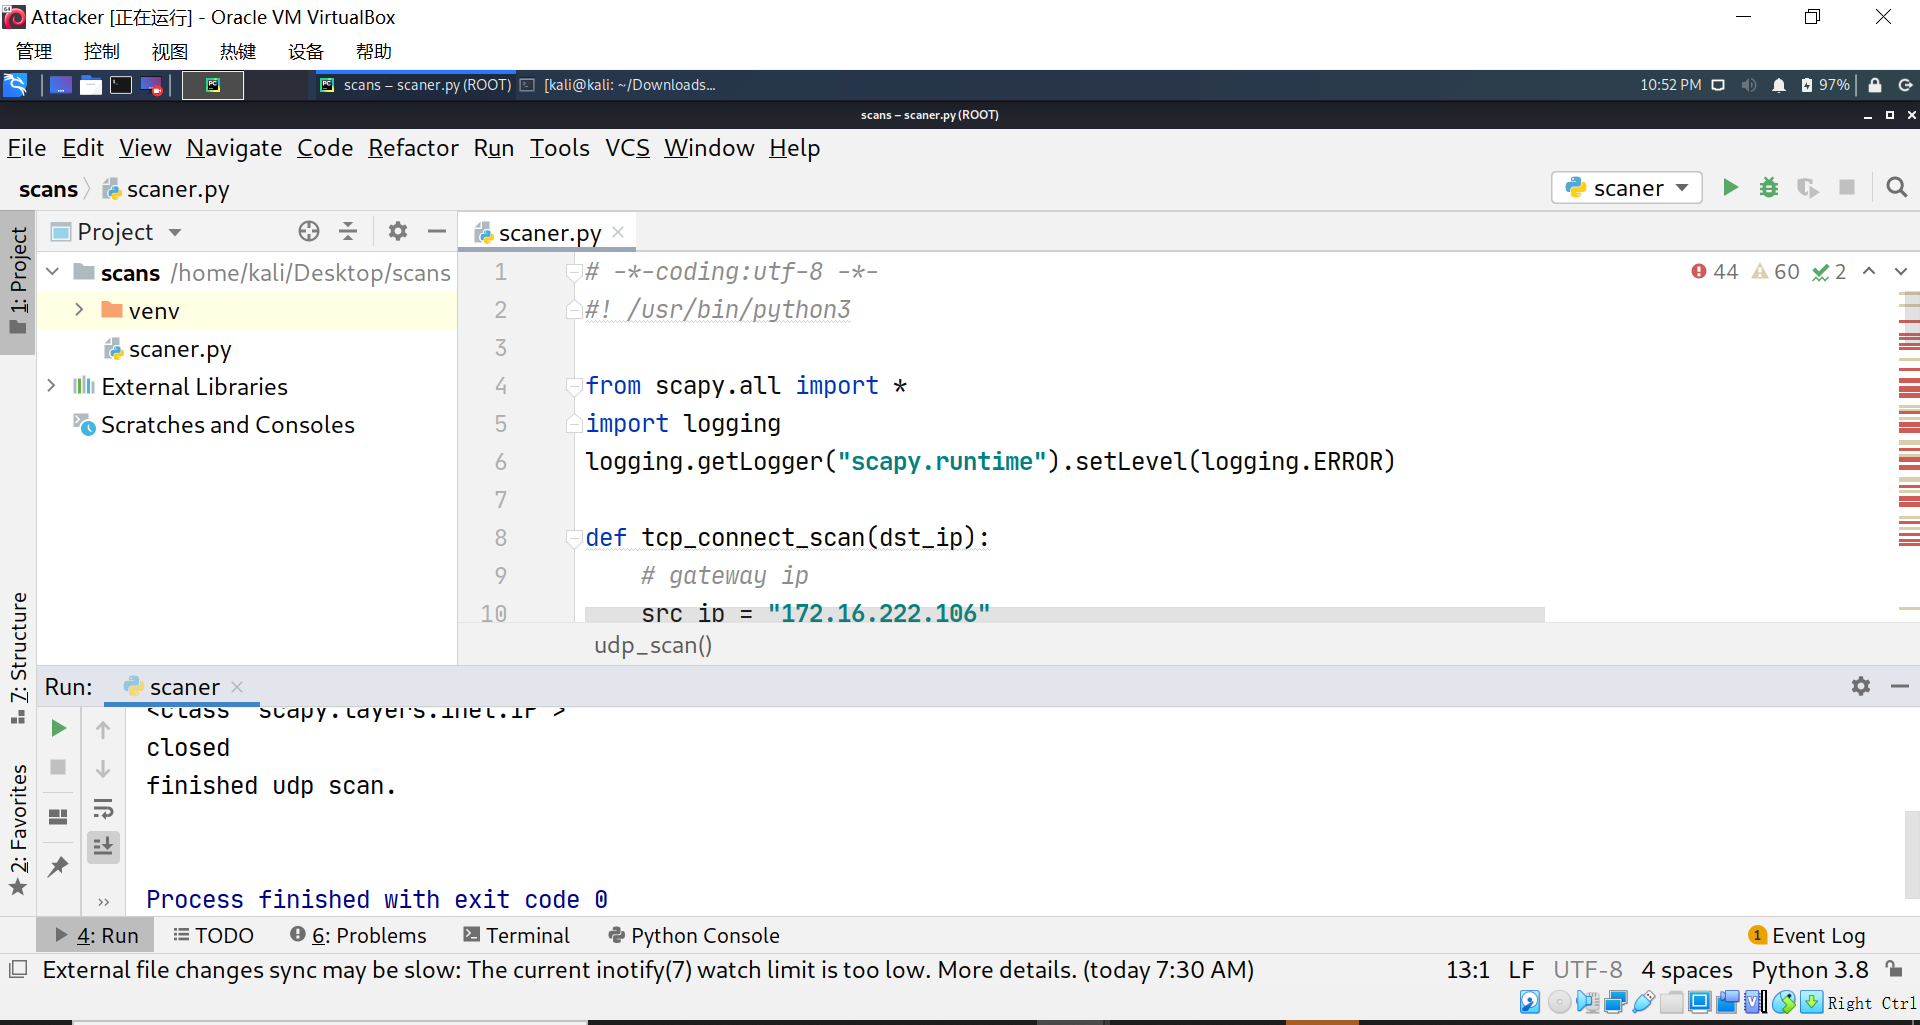 Attacker [正在运行] - Oracle VM VirtualBox
管理 控制 视图 热键 设备 帮助
scans – scaner.py (ROOT) [kali@kali: ~/Downloads... 10:52 PM 97%
scans – scaner.py (ROOT)
File Edit View Navigate Code Refactor Run Tools VCS Window Help
scans scaner.py scaner
1: Project
Project
scans /home/kali/Desktop/scans
venv
scaner.py
External Libraries
Scratches and Consoles
scaner.py
44 60 2
1 # -*-coding:utf-8 -*-
2 #! /usr/bin/python3
3
4 from scapy.all import *
5 import logging
6 logging.getLogger("scapy.runtime").setLevel(logging.ERROR)
7
8 def tcp_connect_scan(dst_ip):
9 # gateway ip
10 src_ip = "172.16.222.106"
udp_scan()
7: Structure
2: Favorites
Run: scaner
<class 'scapy.layers.inet.IP'>
closed
finished udp scan.
Process finished with exit code 0
4: Run TODO 6: Problems Terminal Python Console 1 Event Log
External file changes sync may be slow: The current inotify(7) watch limit is too low. More details. (today 7:30 AM) 13:1 LF UTF-8 4 spaces Python 3.8
Right Ctrl